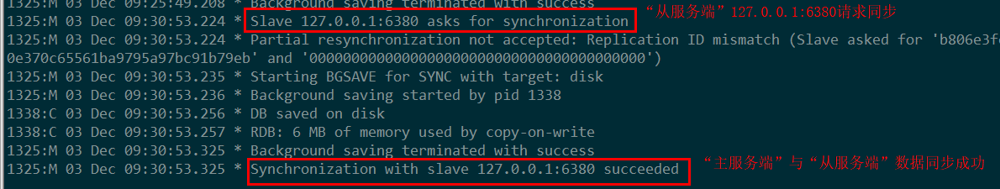 1325:M 03 Dec 09:25:49.208 * Background saving terminated with success
1325:M 03 Dec 09:30:53.224 * Slave 127.0.0.1:6380 asks for synchronization
“从服务端”127.0.0.1:6380请求同步
1325:M 03 Dec 09:30:53.224 * Partial resynchronization not accepted: Replication ID mismatch (Slave asked for 'b806e3f
0e370c65561ba9795a97bc91b79eb' and '0000000000000000000000000000000000000000')
1325:M 03 Dec 09:30:53.235 * Starting BGSAVE for SYNC with target: disk
1325:M 03 Dec 09:30:53.236 * Background saving started by pid 1338
1338:C 03 Dec 09:30:53.256 * DB saved on disk
1338:C 03 Dec 09:30:53.257 * RDB: 6 MB of memory used by copy-on-write
1325:M 03 Dec 09:30:53.325 * Background saving terminated with success
1325:M 03 Dec 09:30:53.325 * Synchronization with slave 127.0.0.1:6380 succeeded
“主服务端”与“从服务端”数据同步成功